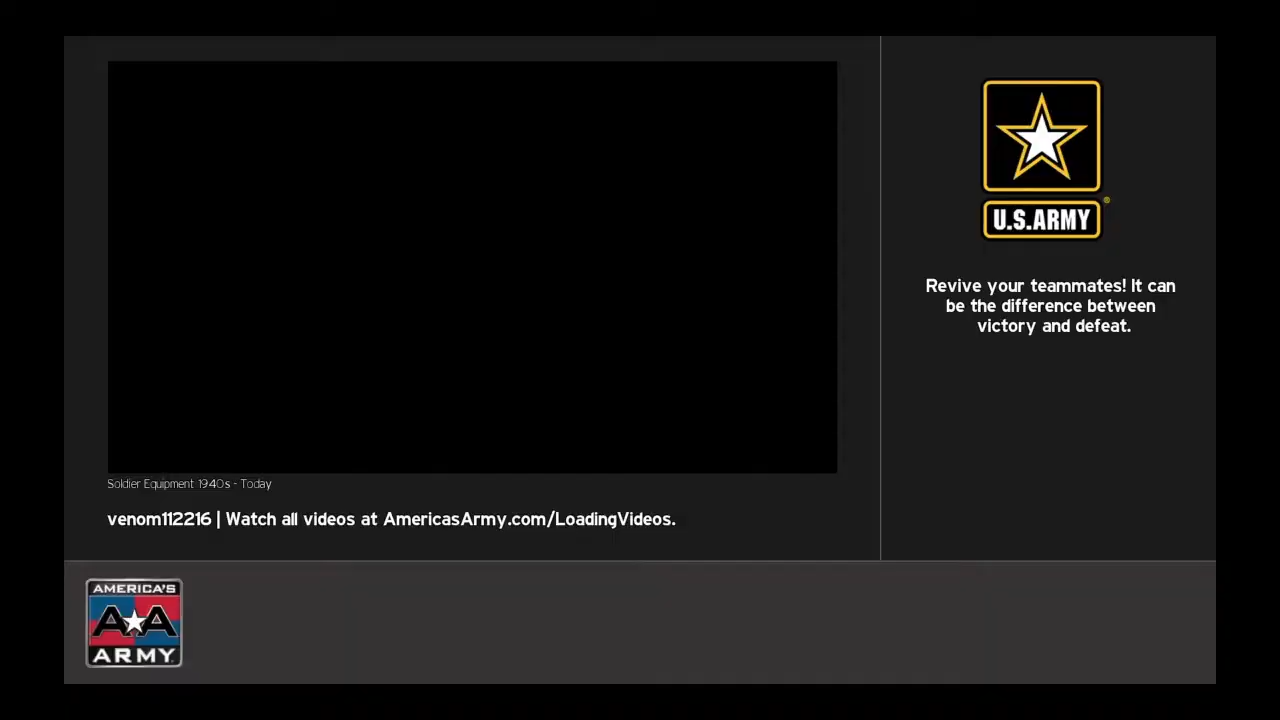 U.S.ARMY
Revive your teammates! It can
be the difference between
victory and defeat.
Soldier Equipment 1940s - Today
venom112216 | Watch all videos at AmericasArmy.com/LoadingVideos.
AMERICA'S
AA
ARMY